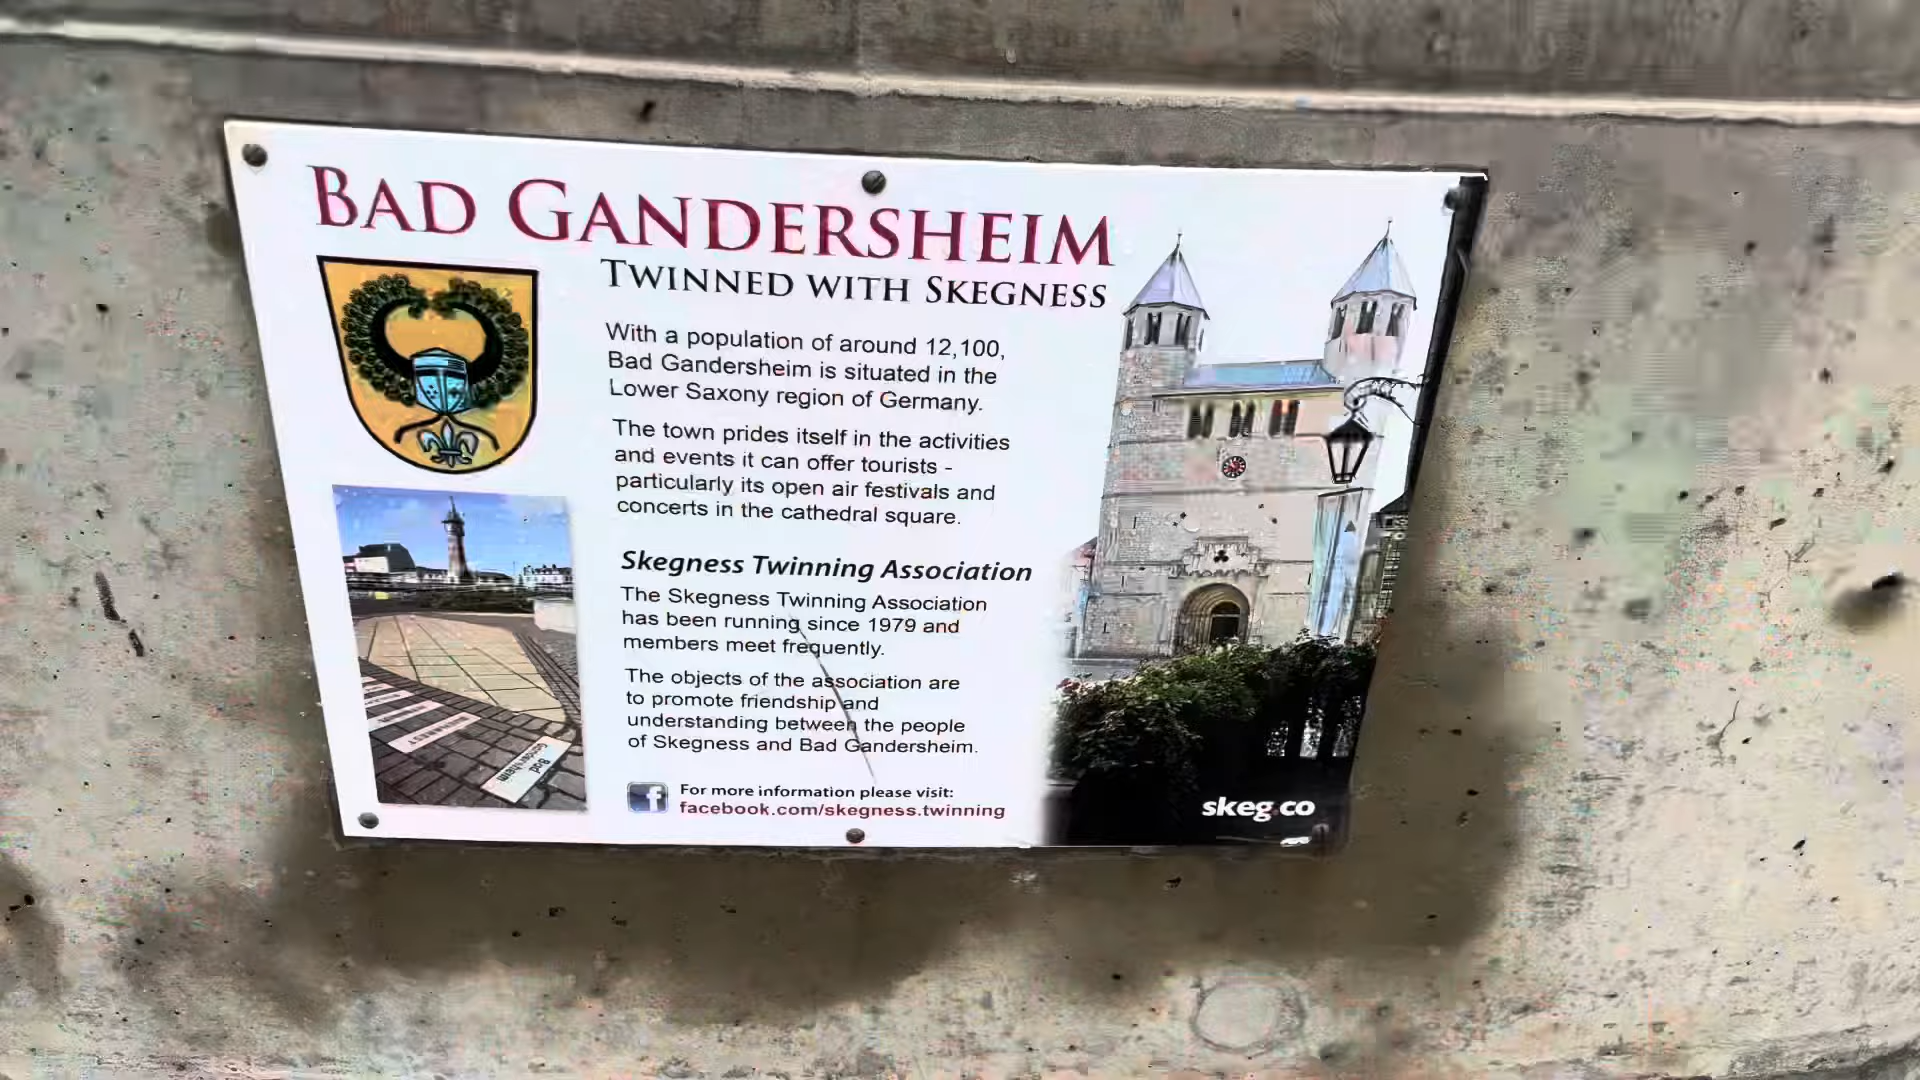 BAD GANDERSHEIM
TWINNED WITH SKEGNESS
With a population of around 12,100,
Bad Gandersheim is situated in the
Lower Saxony region of Germany.
The town prides itself in the activities
and events it can offer tourists -
particularly its open air festivals and
concerts in the cathedral square.
Skegness Twinning Association
The Skegness Twinning Association
has been running since 1979 and
members meet frequently.
The objects of the association are
to promote friendship and
understanding between the people
of Skegness and Bad Gandersheim.
For more information please visit:
facebook.com/skegness.twinning
Bad
Gandersheim
skeg.co